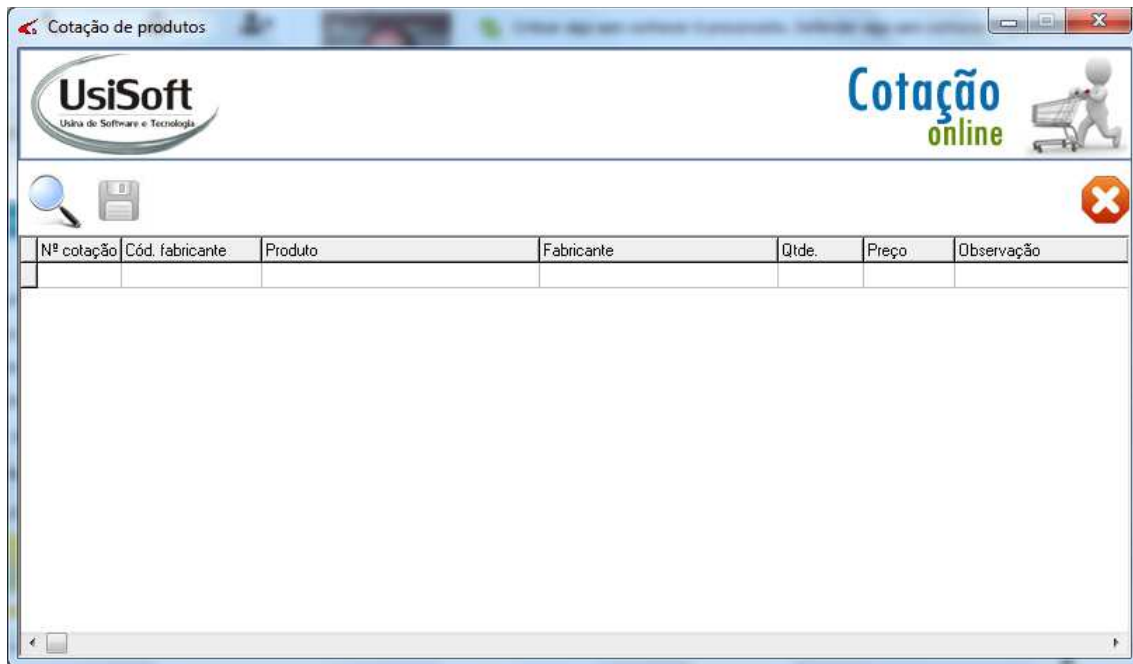 Cotação de produtos
UsiSoft
Usina de Software e Tecnologia
Cotação
online
Nº cotação Cód. fabricante Produto Fabricante Qtde. Preço Observação